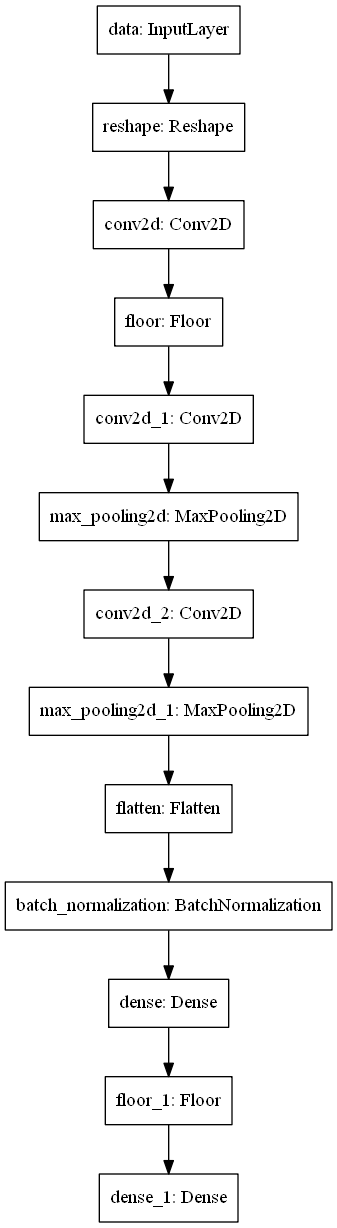 data: InputLayer
reshape: Reshape
conv2d: Conv2D
floor: Floor
conv2d_1: Conv2D
max_pooling2d: MaxPooling2D
conv2d_2: Conv2D
max_pooling2d_1: MaxPooling2D
flatten: Flatten
batch_normalization: BatchNormalization
dense: Dense
floor_1: Floor
dense_1: Dense